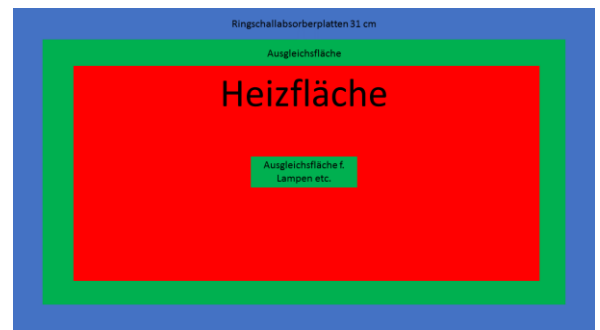 Ringschallabsorberplatten 31 cm
Ausgleichsfläche
Heizfläche
Ausgleichsfläche f.
Lampen etc.